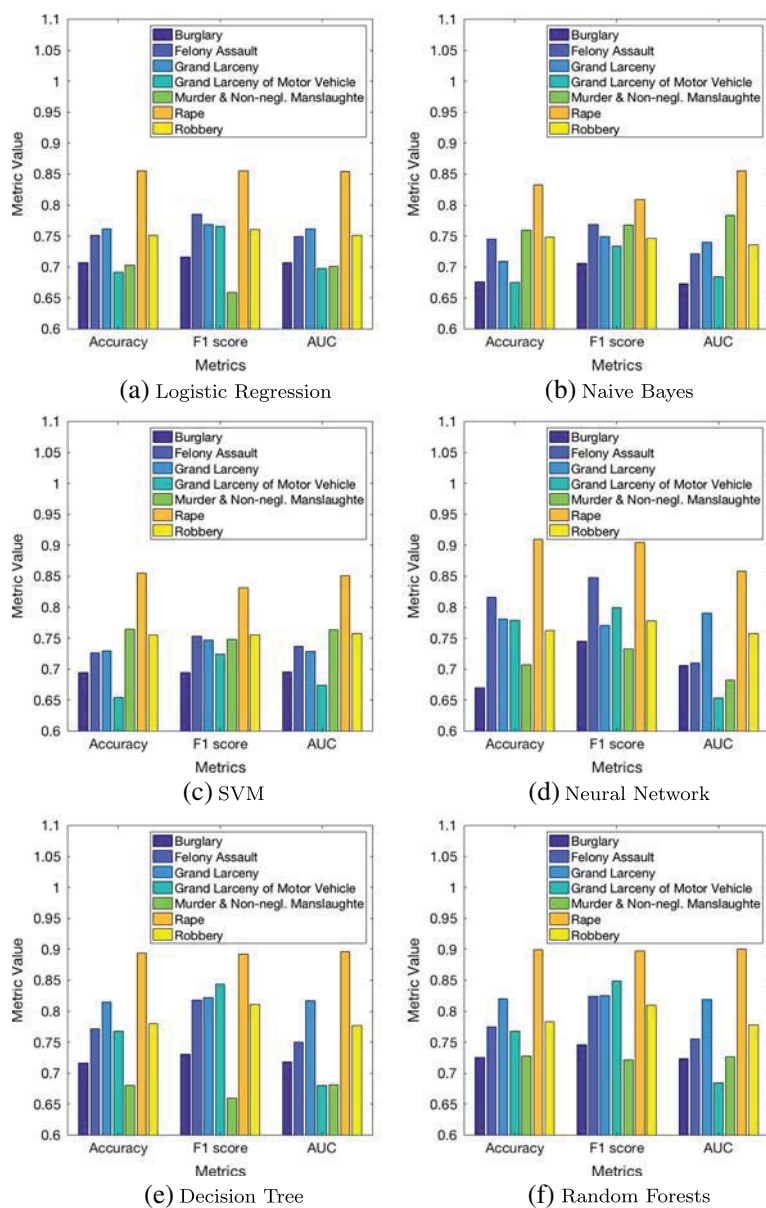 1.1
1.05
1
0.95
0.9
0.85
0.8
0.75
0.7
0.65
0.6
Metric Value
Burglary
Felony Assault
Grand Larceny
Grand Larceny of Motor Vehicle
Murder & Non-negl. Manslaughte
Rape
Robbery
Accuracy F1 score AUC
Metrics
(a) Logistic Regression
1.1
1.05
1
0.95
0.9
0.85
0.8
0.75
0.7
0.65
0.6
Metric Value
Burglary
Felony Assault
Grand Larceny
Grand Larceny of Motor Vehicle
Murder & Non-negl. Manslaughte
Rape
Robbery
Accuracy F1 score AUC
Metrics
(b) Naive Bayes
1.1
1.05
1
0.95
0.9
0.85
0.8
0.75
0.7
0.65
0.6
Metric Value
Burglary
Felony Assault
Grand Larceny
Grand Larceny of Motor Vehicle
Murder & Non-negl. Manslaughte
Rape
Robbery
Accuracy F1 score AUC
Metrics
(c) SVM
1.1
1.05
1
0.95
0.9
0.85
0.8
0.75
0.7
0.65
0.6
Metric Value
Burglary
Felony Assault
Grand Larceny
Grand Larceny of Motor Vehicle
Murder & Non-negl. Manslaughte
Rape
Robbery
Accuracy F1 score AUC
Metrics
(d) Neural Network
1.1
1.05
1
0.95
0.9
0.85
0.8
0.75
0.7
0.65
0.6
Metric Value
Burglary
Felony Assault
Grand Larceny
Grand Larceny of Motor Vehicle
Murder & Non-negl. Manslaughte
Rape
Robbery
Accuracy F1 score AUC
Metrics
(e) Decision Tree
1.1
1.05
1
0.95
0.9
0.85
0.8
0.75
0.7
0.65
0.6
Metric Value
Burglary
Felony Assault
Grand Larceny
Grand Larceny of Motor Vehicle
Murder & Non-negl. Manslaughte
Rape
Robbery
Accuracy F1 score AUC
Metrics
(f) Random Forests